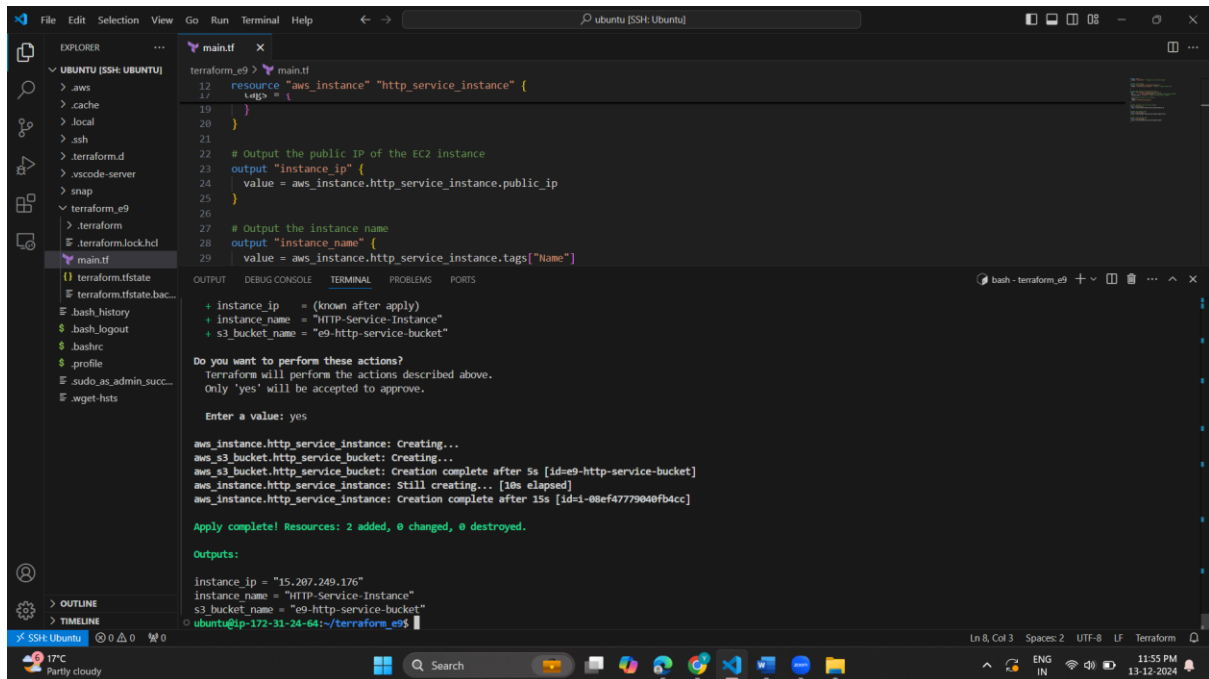 File Edit Selection View Go Run Terminal Help
ubuntu [SSH: Ubuntu]
EXPLORER
UBUNTU [SSH: UBUNTU]
.aws
.cache
.local
.ssh
.terraform.d
.vscode-server
snap
terraform_e9
.terraform
.terraform.lock.hcl
main.tf
terraform.tfstate
terraform.tfstate.bac...
.bash_history
.bash_logout
.bashrc
.profile
.sudo_as_admin_succ...
.wget-hsts
OUTLINE
TIMELINE
main.tf
terraform_e9 > main.tf
12 resource "aws_instance" "http_service_instance" {
17 tags = {
19 }
20 }
21
22 # Output the public IP of the EC2 instance
23 output "instance_ip" {
24 value = aws_instance.http_service_instance.public_ip
25 }
26
27 # Output the instance name
28 output "instance_name" {
29 value = aws_instance.http_service_instance.tags["Name"]
OUTPUT DEBUG CONSOLE TERMINAL PROBLEMS PORTS
bash - terraform_e9
+ instance_ip = (known after apply)
+ instance_name = "HTTP-Service-Instance"
+ s3_bucket_name = "e9-http-service-bucket"
Do you want to perform these actions?
Terraform will perform the actions described above.
Only 'yes' will be accepted to approve.
Enter a value: yes
aws_instance.http_service_instance: Creating...
aws_s3_bucket.http_service_bucket: Creating...
aws_s3_bucket.http_service_bucket: Creation complete after 5s [id=e9-http-service-bucket]
aws_instance.http_service_instance: Still creating... [10s elapsed]
aws_instance.http_service_instance: Creation complete after 15s [id=i-08ef47779040fb4cc]
Apply complete! Resources: 2 added, 0 changed, 0 destroyed.
Outputs:
instance_ip = "15.207.249.176"
instance_name = "HTTP-Service-Instance"
s3_bucket_name = "e9-http-service-bucket"
ubuntu@ip-172-31-24-64:~/terraform_e9$
SSH: Ubuntu 0 0 0 Ln 8, Col 3 Spaces: 2 UTF-8 LF Terraform
6 17°C
Partly cloudy
Search
ENG
IN
11:55 PM
13-12-2024